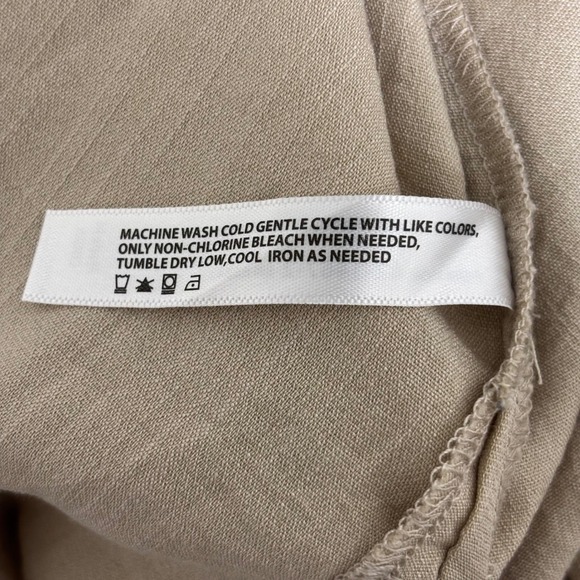 MACHINE WASH COLD GENTLE CYCLE WITH LIKE COLORS,
ONLY NON-CHLORINE BLEACH WHEN NEEDED,
TUMBLE DRY LOW,COOL IRON AS NEEDED